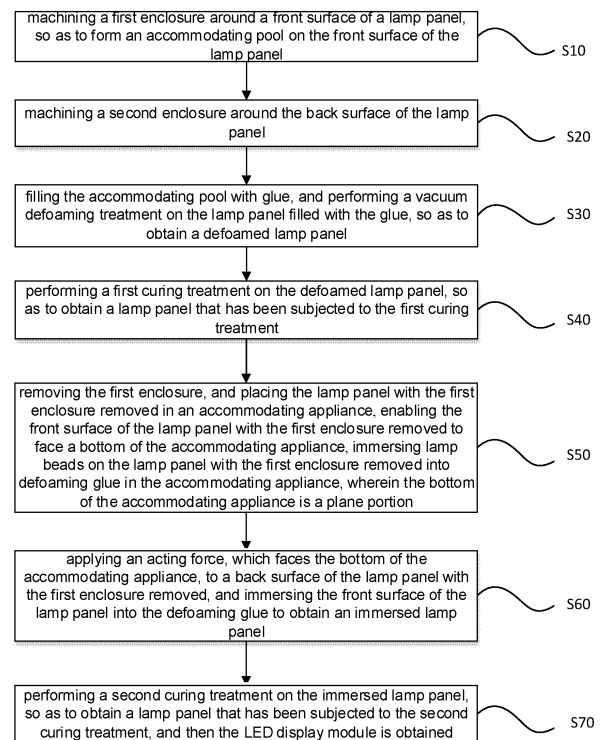 machining a first enclosure around a front surface of a lamp panel,
so as to form an accommodating pool on the front surface of the
lamp panel
S10
machining a second enclosure around the back surface of the lamp
panel
S20
filling the accommodating pool with glue, and performing a vacuum
defoaming treatment on the lamp panel filled with the glue, so as to
obtain a defoamed lamp panel
S30
performing a first curing treatment on the defoamed lamp panel, so
as to obtain a lamp panel that has been subjected to the first curing
treatment
S40
removing the first enclosure, and placing the lamp panel with the first
enclosure removed in an accommodating appliance, enabling the
front surface of the lamp panel with the first enclosure removed to
face a bottom of the accommodating appliance, immersing lamp
beads on the lamp panel with the first enclosure removed into
defoaming glue in the accommodating appliance, wherein the bottom
of the accommodating appliance is a plane portion
S50
applying an acting force, which faces the bottom of the
accommodating appliance, to a back surface of the lamp panel with
the first enclosure removed, and immersing the front surface of the
lamp panel into the defoaming glue to obtain an immersed lamp
panel
S60
performing a second curing treatment on the immersed lamp panel,
so as to obtain a lamp panel that has been subjected to the second
curing treatment, and then the LED display module is obtained
S70